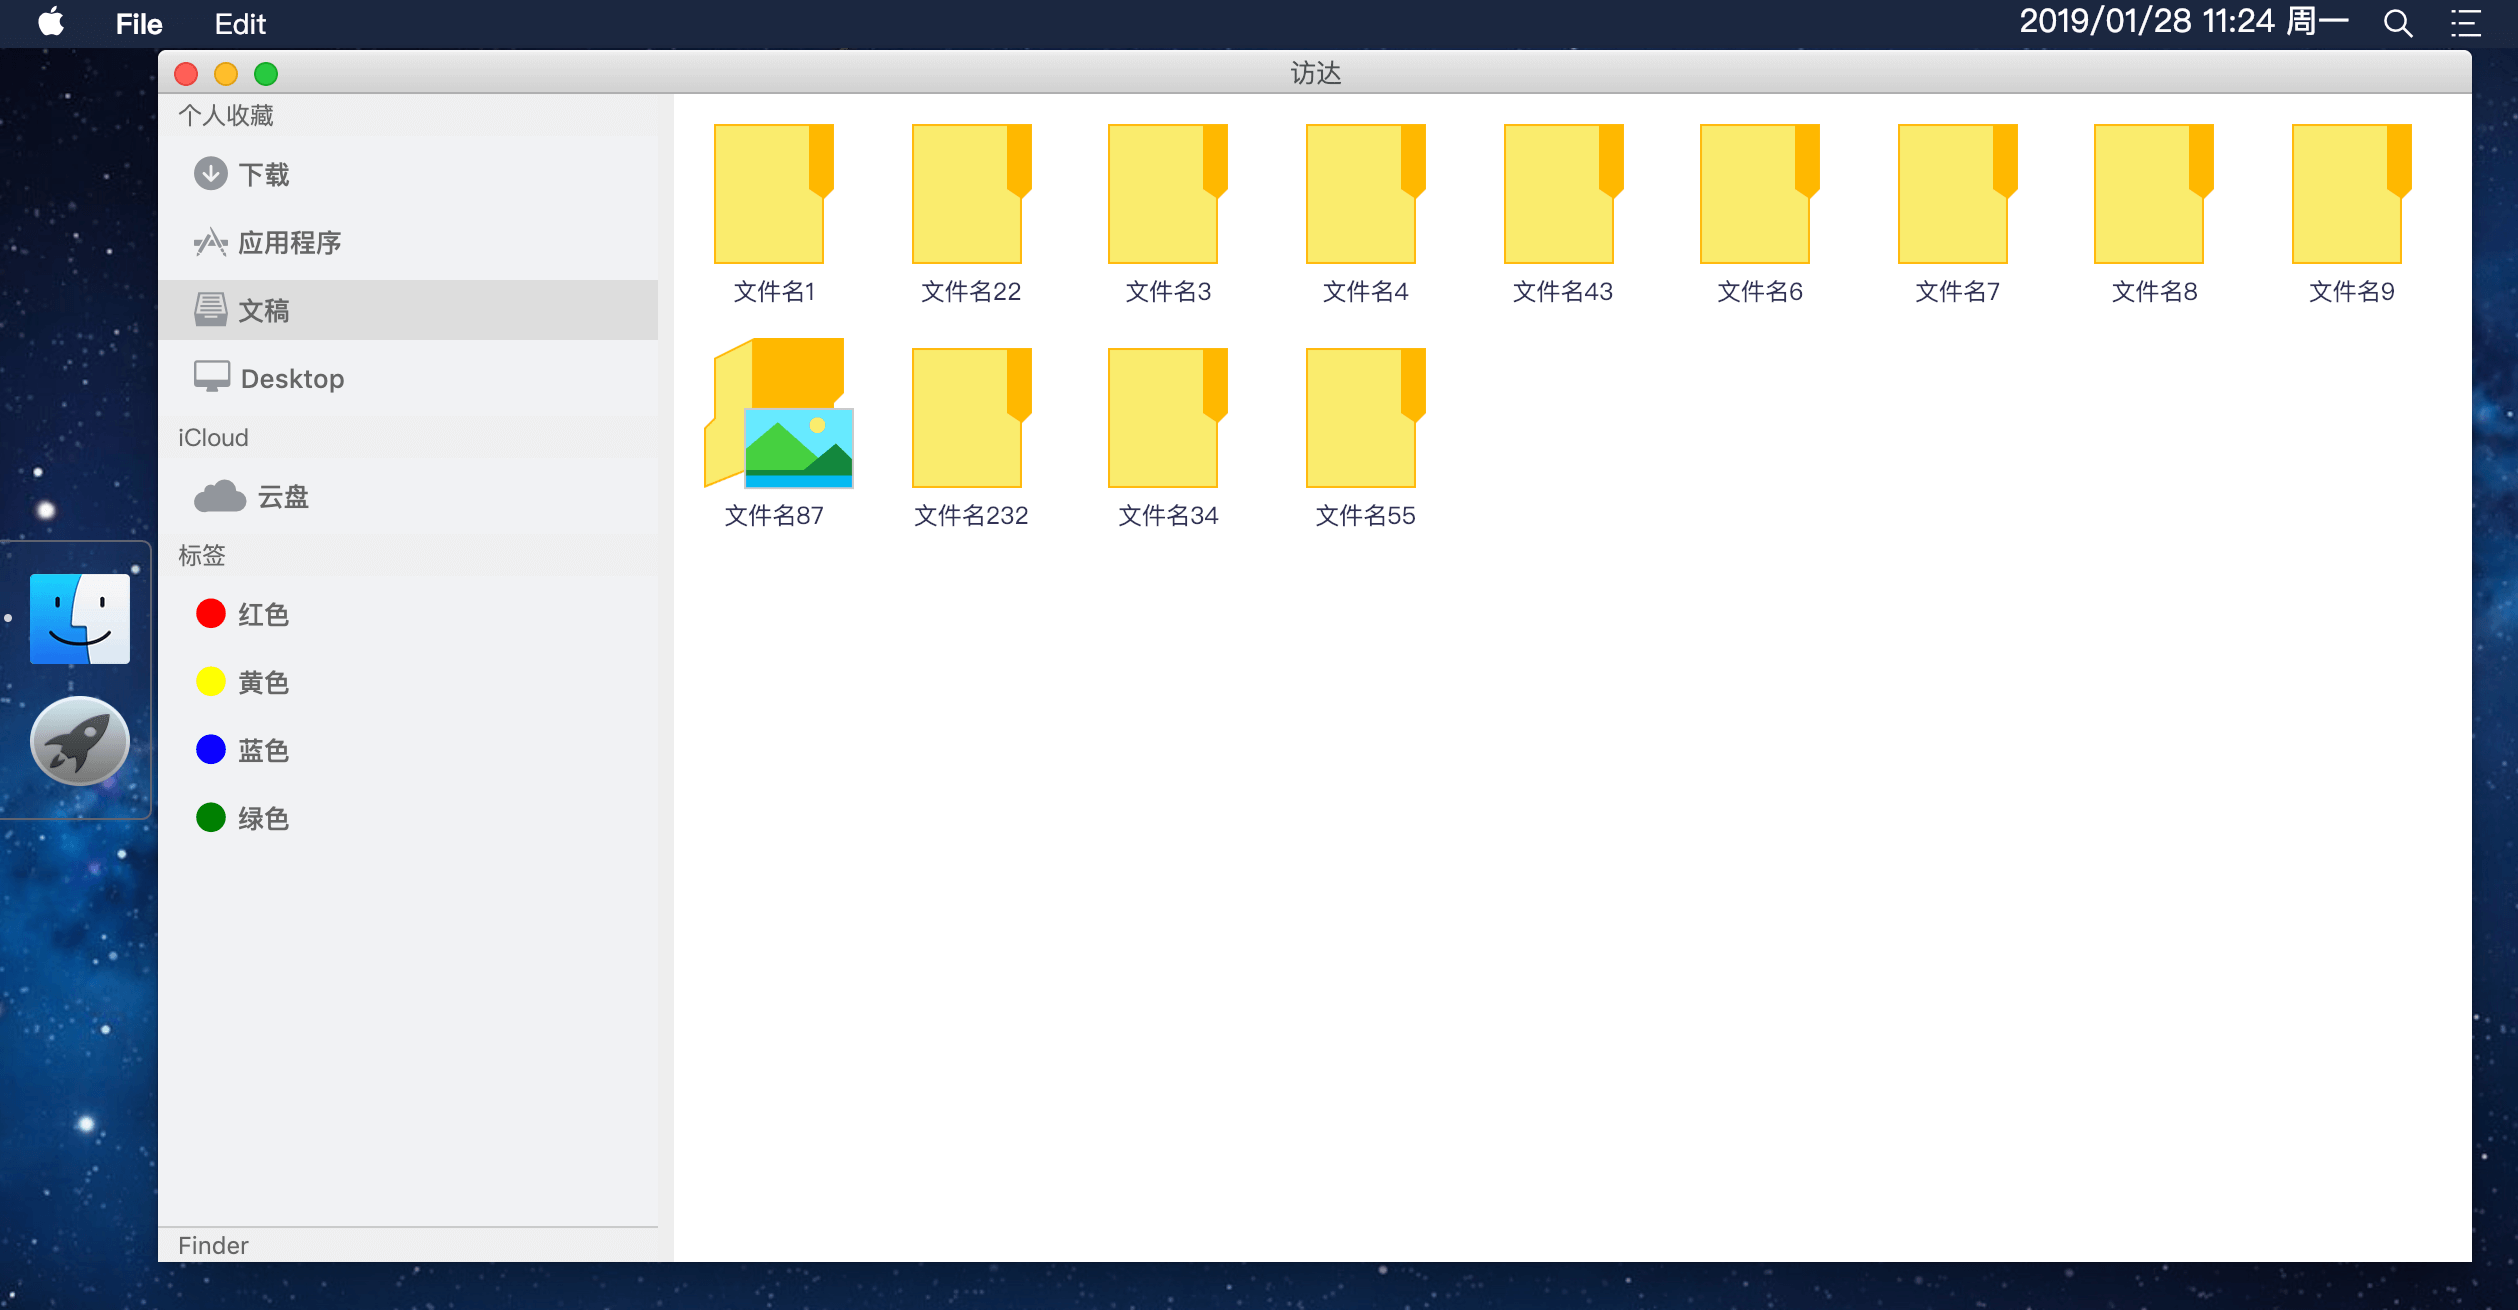 File Edit 2019/01/28 11:24 周一
访达
个人收藏
下载
应用程序
文稿
Desktop
iCloud
云盘
标签
红色
黄色
蓝色
绿色
Finder
文件名1 文件名22 文件名3 文件名4 文件名43 文件名6 文件名7 文件名8 文件名9
文件名87 文件名232 文件名34 文件名55